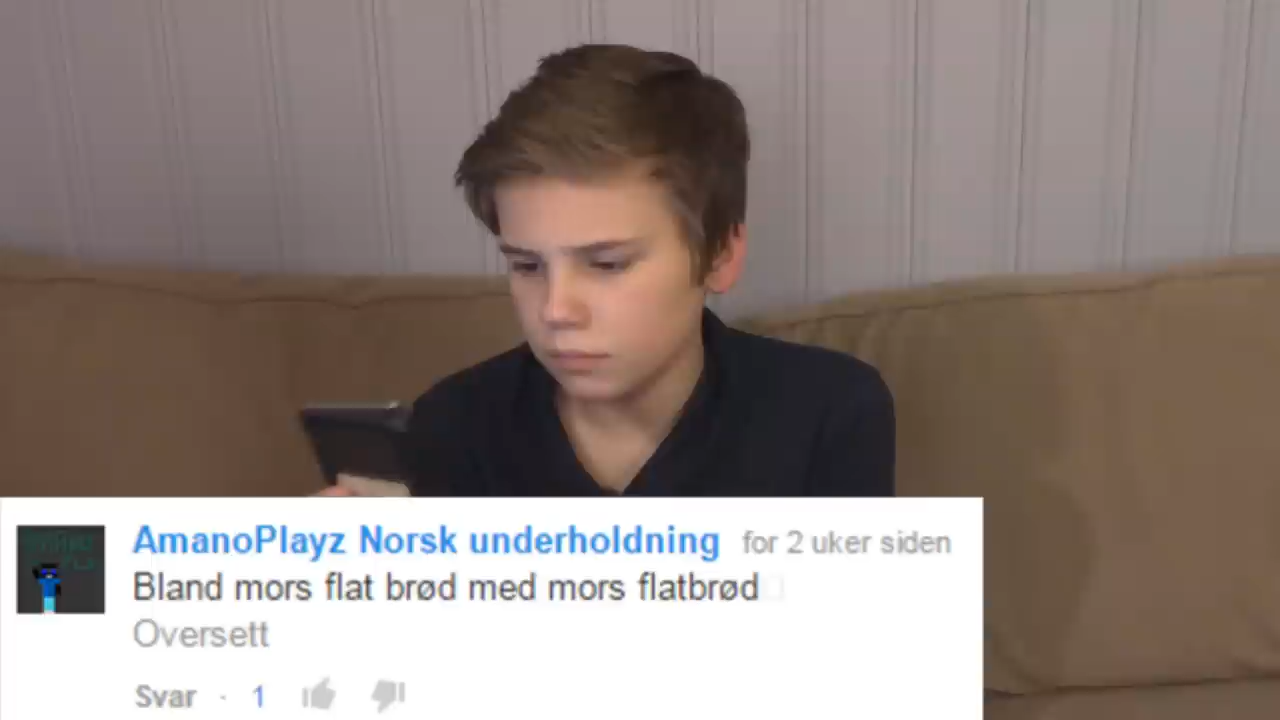 AmanoPlayz Norsk underholdning for 2 uker siden
Bland mors flat brød med mors flatbrød
Oversett
Svar · 1